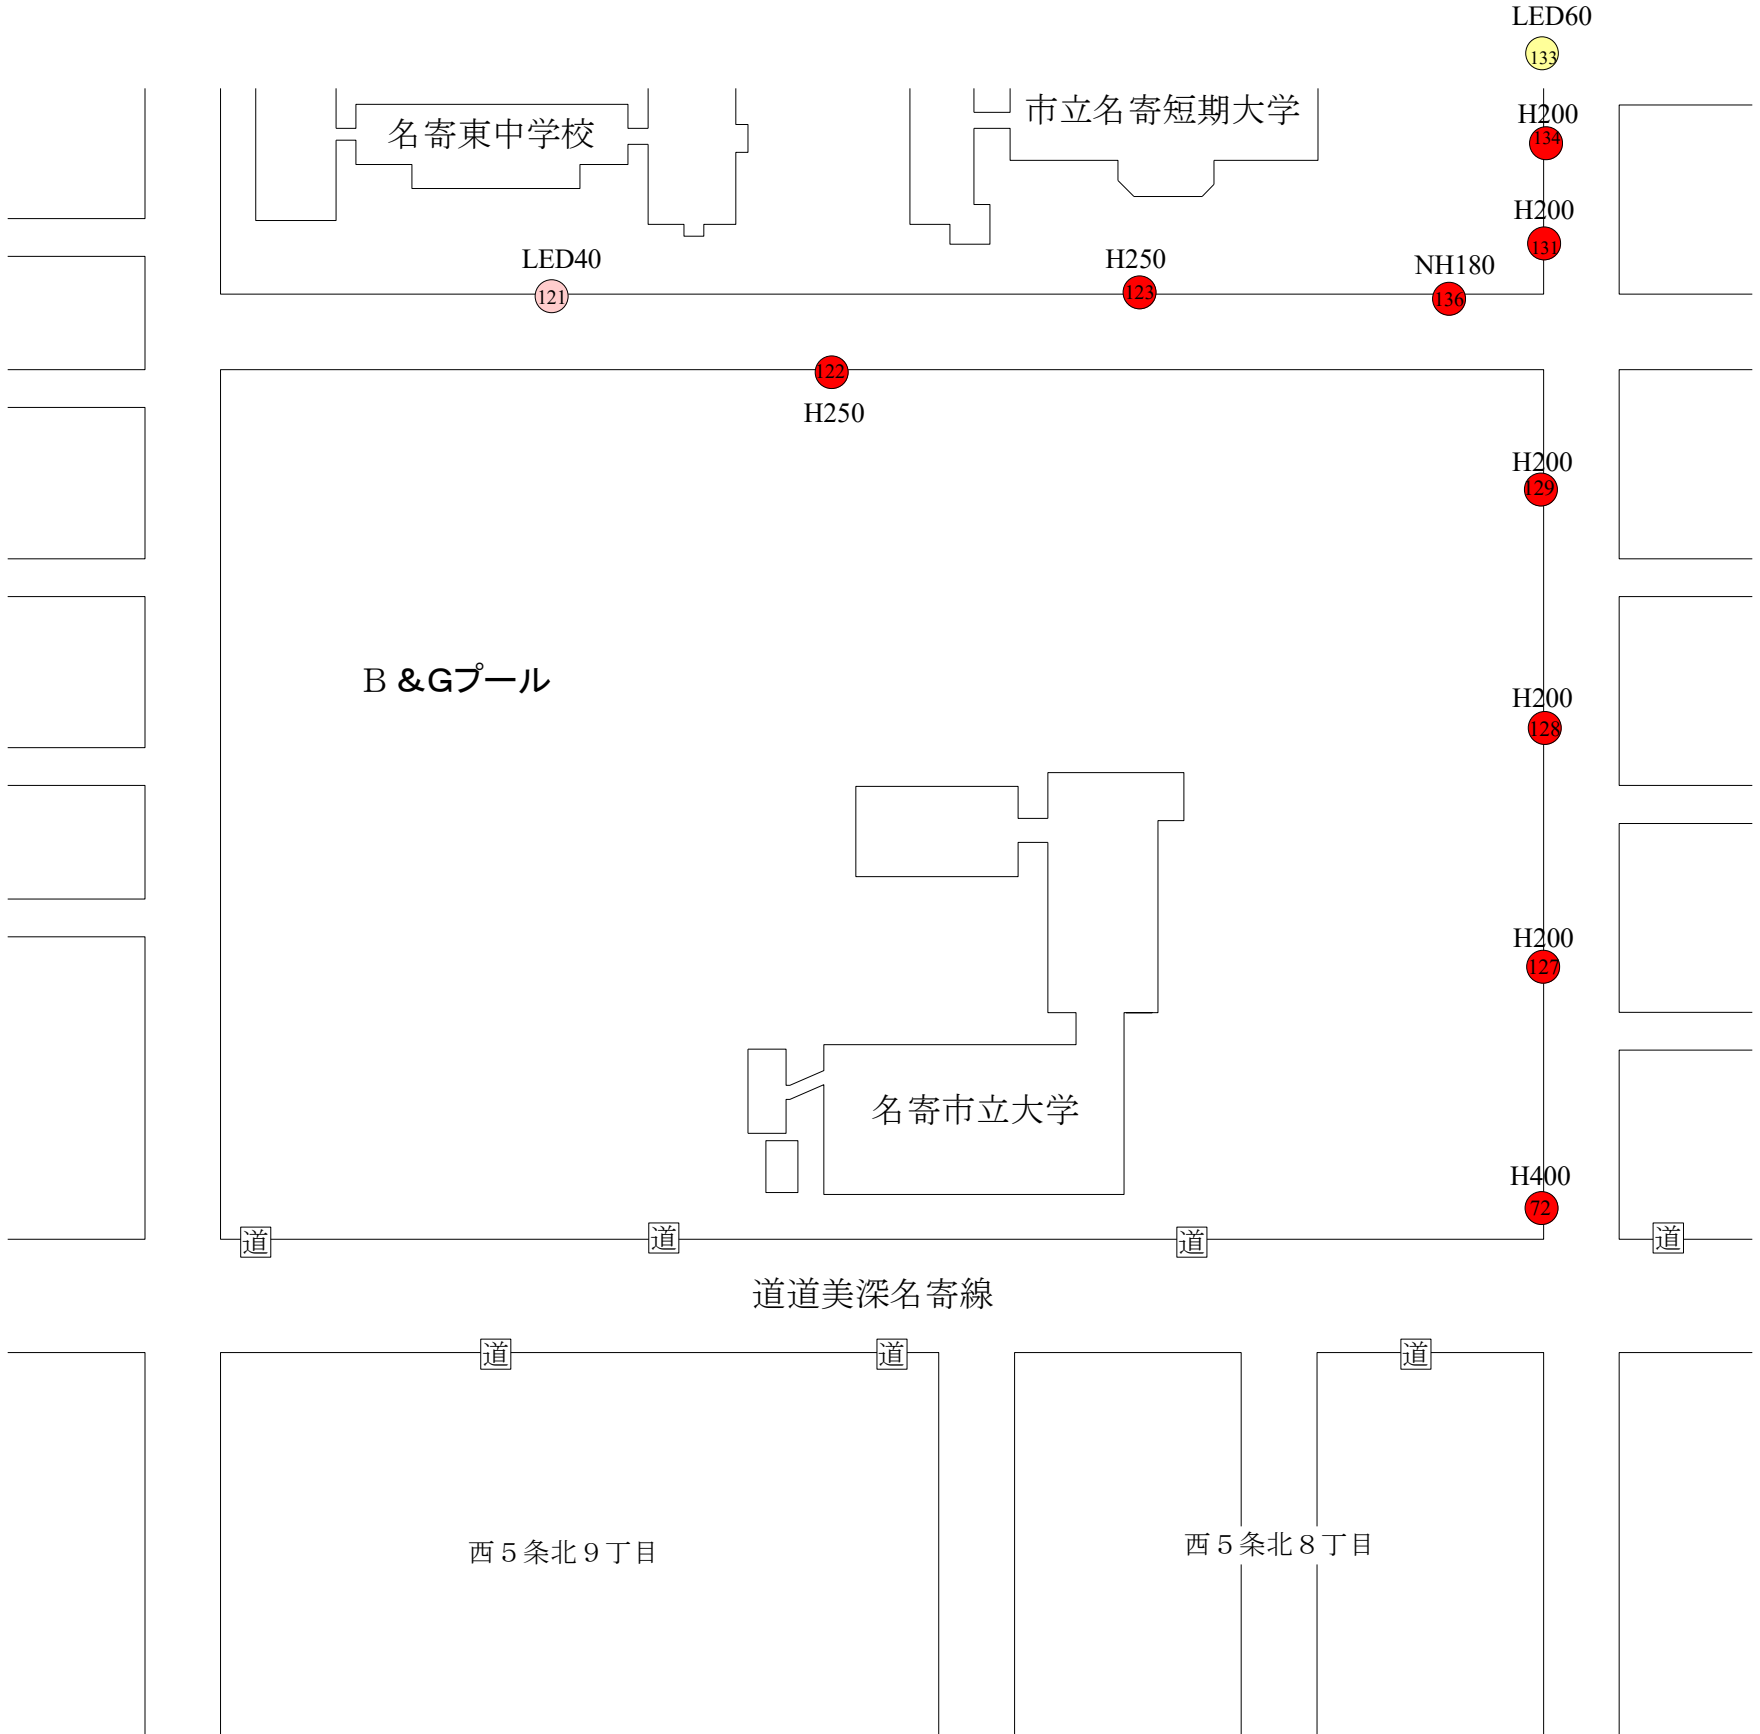 LED60
133
名寄東中学校
市立名寄短期大学
H200
134
H200
131
LED40
121
H250
123
NH180
136
122
H250
H200
129
B &Gプール
H200
128
H200
127
名寄市立大学
H400
72
道
道
道
道
道道美深名寄線
道
道
道
西５条北９丁目
西５条北８丁目